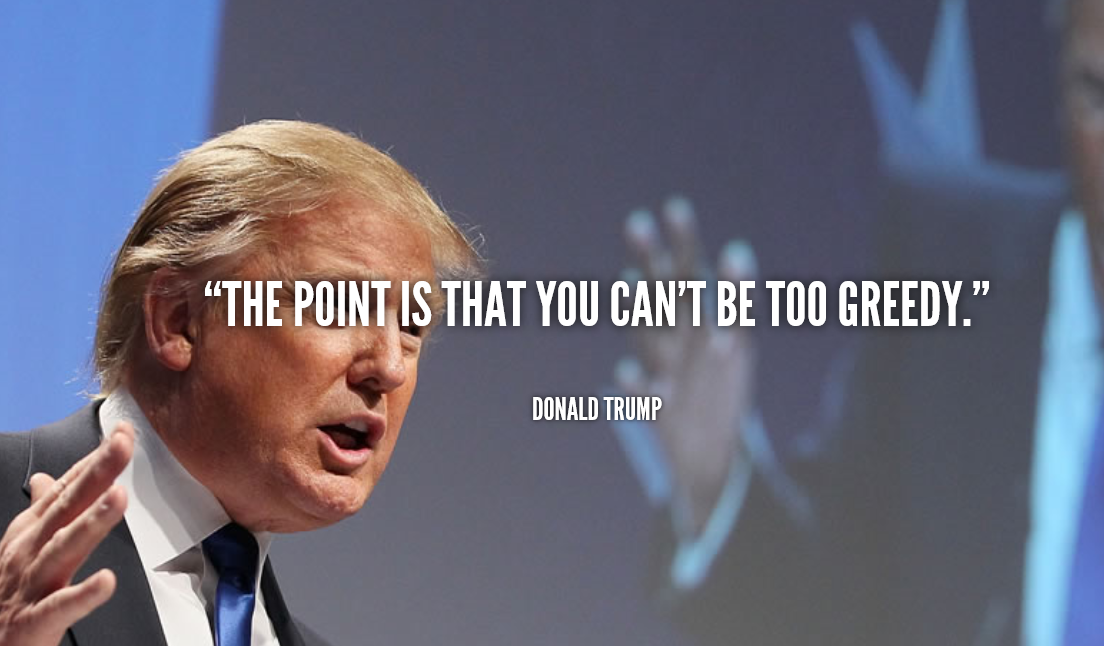 “THE POINT IS THAT YOU CAN’T BE TOO GREEDY.”
DONALD TRUMP